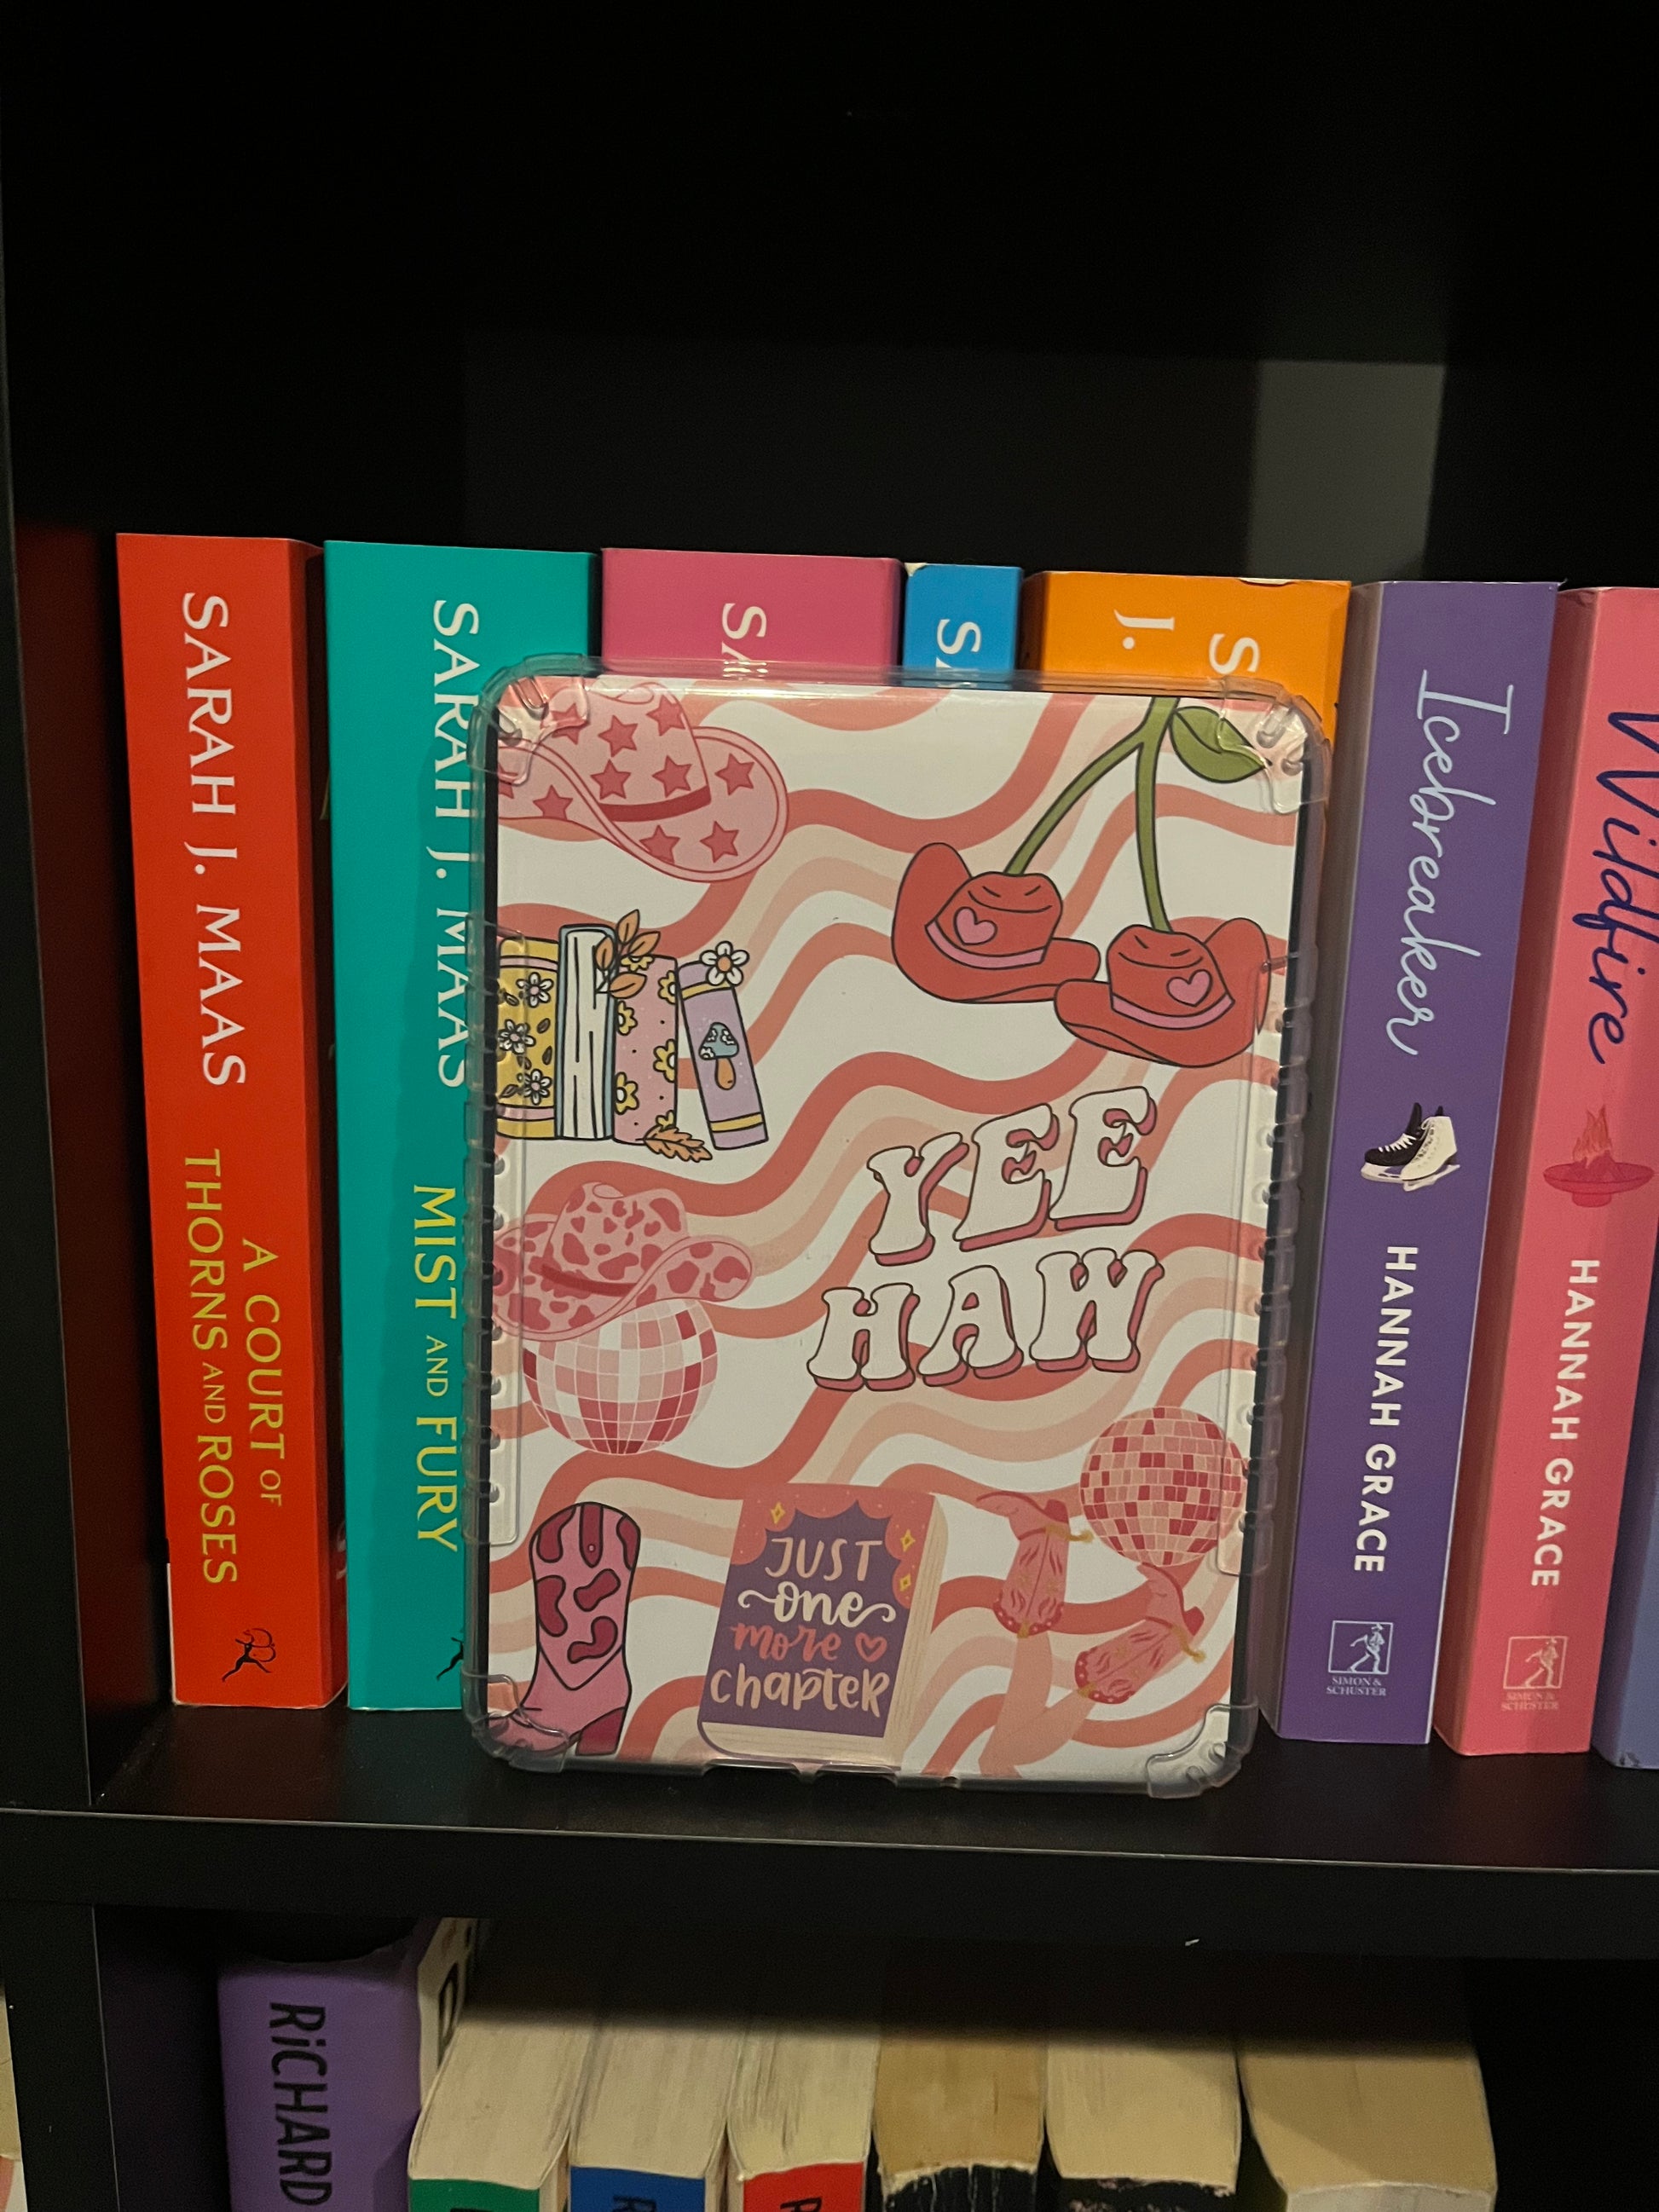 SARAH J. MAAS
A COURT OF
THORNS AND ROSES
SARAH J. MAAS
MIST AND FURY
S
J.
Icebreaker
HANNAH GRACE
SIMON &
SCHUSTER
Wildfire
HANNAH GRACE
SIMON &
SCHUSTER
YEE
HAW
JUST
one
more
chapter
RiCHARD